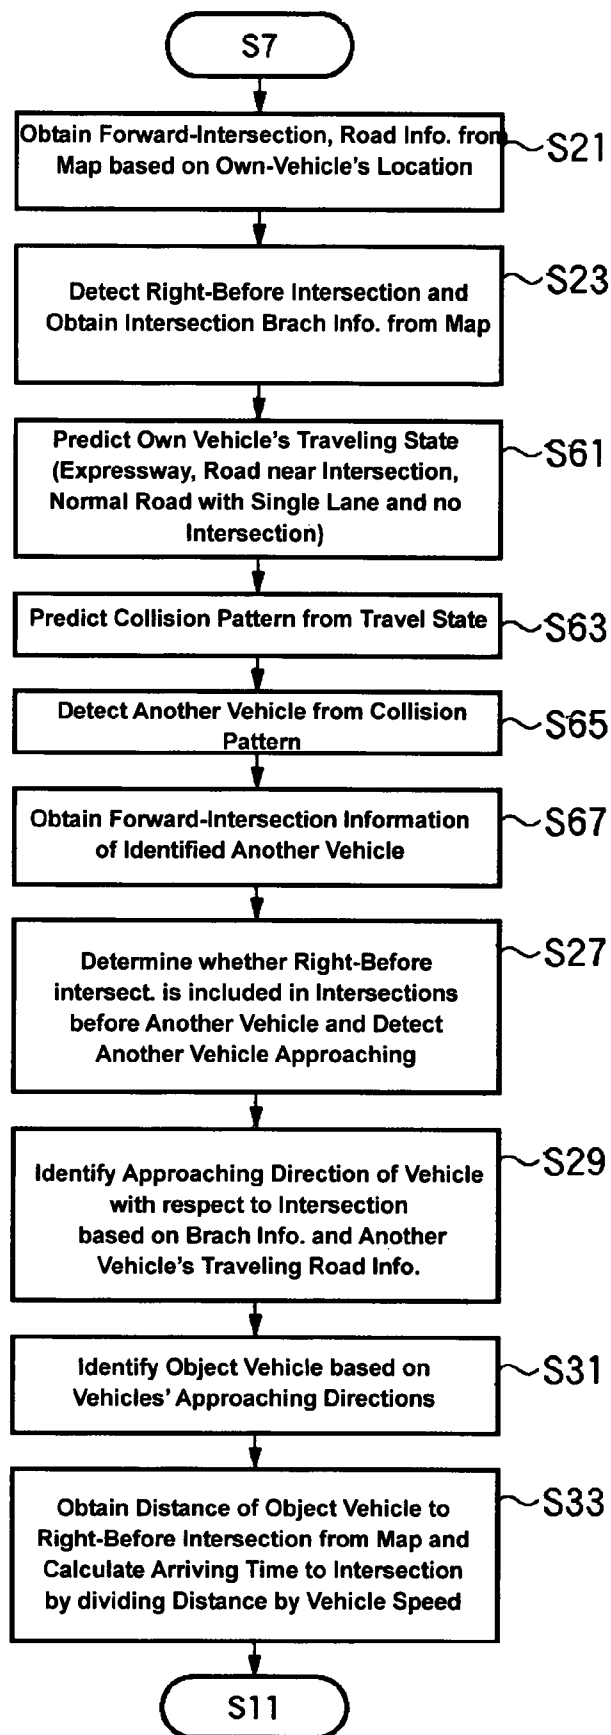 S7
Obtain Forward-Intersection, Road Info. from
Map based on Own-Vehicle's Location
S21
Detect Right-Before Intersection and
Obtain Intersection Brach Info. from Map
S23
Predict Own Vehicle's Traveling State
(Expressway, Road near Intersection,
Normal Road with Single Lane and no
Intersection)
S61
Predict Collision Pattern from Travel State
S63
Detect Another Vehicle from Collision
Pattern
S65
Obtain Forward-Intersection Information
of Identified Another Vehicle
S67
Determine whether Right-Before
intersect. is included in Intersections
before Another Vehicle and Detect
Another Vehicle Approaching
S27
Identify Approaching Direction of Vehicle
with respect to Intersection
based on Brach Info. and Another
Vehicle's Traveling Road Info.
S29
Identify Object Vehicle based on
Vehicles' Approaching Directions
S31
Obtain Distance of Object Vehicle to
Right-Before Intersection from Map and
Calculate Arriving Time to Intersection
by dividing Distance by Vehicle Speed
S33
S11